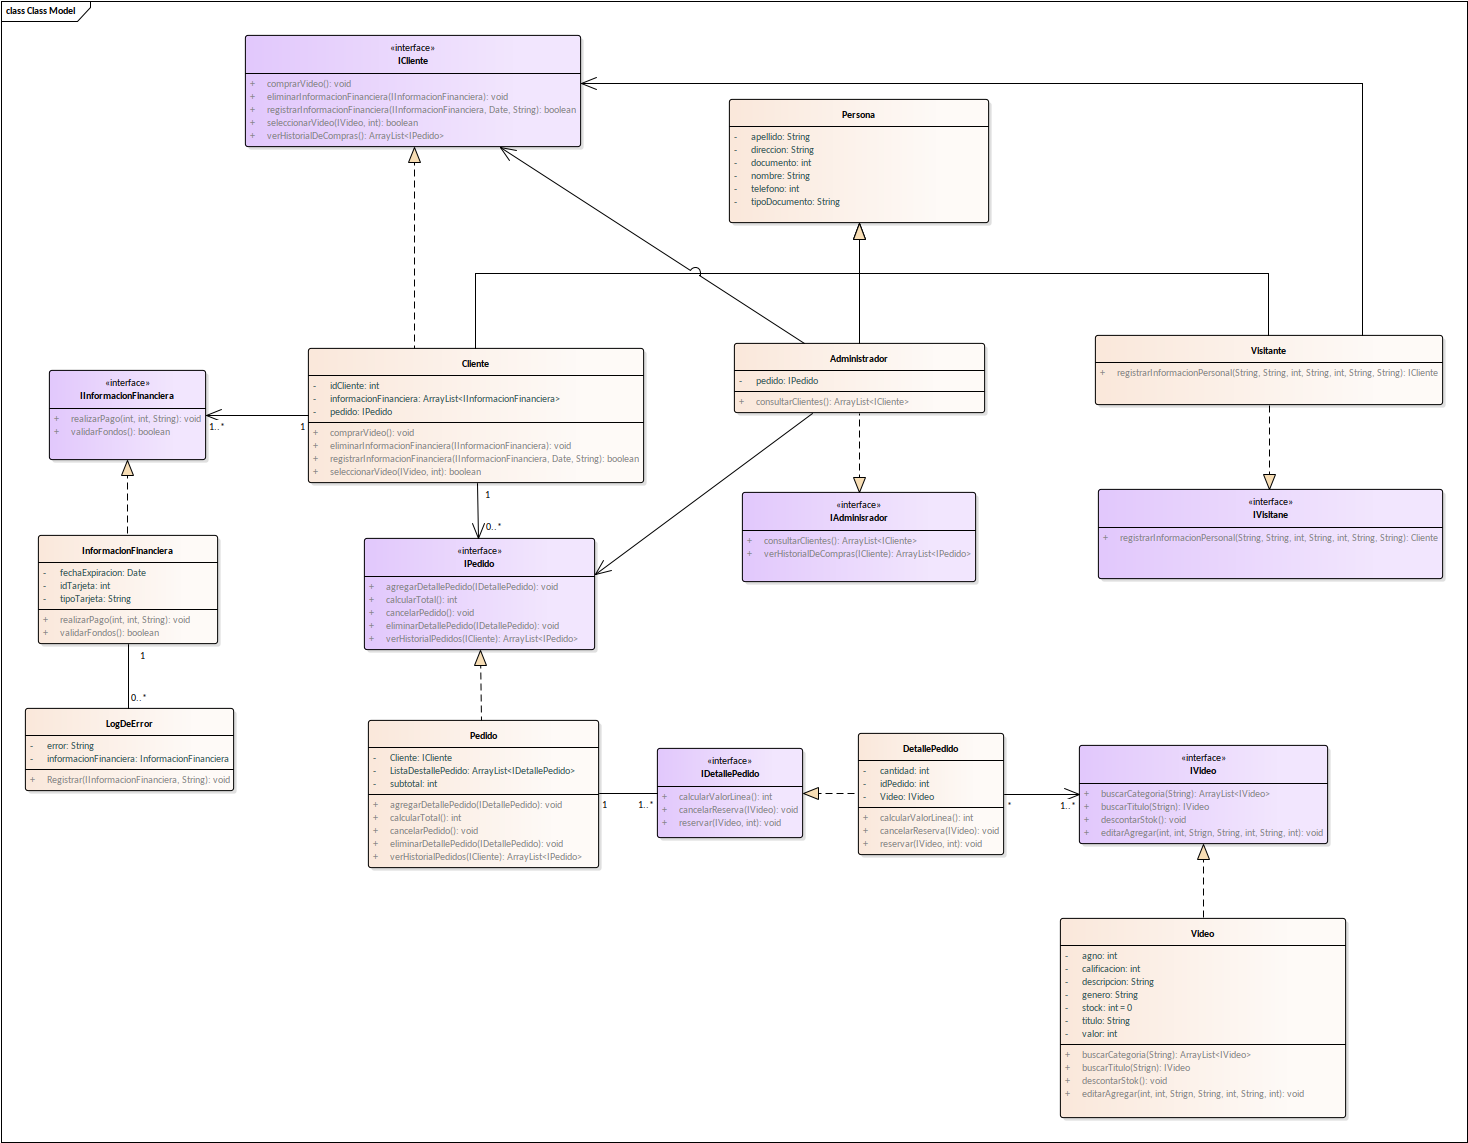 class Class Model
«interface»
ICliente
+ comprarVideo(): void
+ eliminarInformacionFinanciera(IInformacionFinanciera): void
+ registrarInformacionFinanciera(IInformacionFinanciera, Date, String): boolean
+ seleccionarVideo(IVideo, int): boolean
+ verHistorialDeCompras(): ArrayList<IPedido>
Persona
- apellido: String
- direccion: String
- documento: int
- nombre: String
- telefono: int
- tipoDocumento: String
«interface»
IInformacionFinanciera
+ realizarPago(int, int, String): void
+ validarFondos(): boolean
1..*
1
Cliente
- idCliente: int
- informacionFinanciera: ArrayList<IInformacionFinanciera>
- pedido: IPedido
+ comprarVideo(): void
+ eliminarInformacionFinanciera(IInformacionFinanciera): void
+ registrarInformacionFinanciera(IInformacionFinanciera, Date, String): boolean
+ seleccionarVideo(IVideo, int): boolean
1
0..*
Administrador
- pedido: IPedido
+ consultarClientes(): ArrayList<ICliente>
Visitante
+ registrarInformacionPersonal(String, String, int, String, int, String, String): ICliente
InformacionFinanciera
- fechaExpiracion: Date
- idTarjeta: int
- tipoTarjeta: String
+ realizarPago(int, int, String): void
+ validarFondos(): boolean
1
0..*
«interface»
IPedido
+ agregarDetallePedido(IDetallePedido): void
+ calcularTotal(): int
+ cancelarPedido(): void
+ eliminarDetallePedido(IDetallePedido): void
+ verHistorialPedidos(ICliente): ArrayList<IPedido>
«interface»
IAdminisrador
+ consultarClientes(): ArrayList<ICliente>
+ verHistorialDeCompras(ICliente): ArrayList<IPedido>
«interface»
IVisitane
+ registrarInformacionPersonal(String, String, int, String, int, String, String): Cliente
LogDeError
- error: String
- informacionFinanciera: InformacionFinanciera
+ Registrar(IInformacionFinanciera, String): void
Pedido
- Cliente: ICliente
- ListaDestallePedido: ArrayList<IDetallePedido>
- subtotal: int
+ agregarDetallePedido(IDetallePedido): void
+ calcularTotal(): int
+ cancelarPedido(): void
+ eliminarDetallePedido(IDetallePedido): void
+ verHistorialPedidos(ICliente): ArrayList<IPedido>
1
1..*
«interface»
IDetallePedido
+ calcularValorLinea(): int
+ cancelarReserva(IVideo): void
+ reservar(IVideo, int): void
DetallePedido
- cantidad: int
- idPedido: int
- Video: IVideo
+ calcularValorLinea(): int
+ cancelarReserva(IVideo): void
+ reservar(IVideo, int): void
*
1..*
«interface»
IVideo
+ buscarCategoria(String): ArrayList<IVideo>
+ buscarTitulo(Strign): IVideo
+ descontarStok(): void
+ editarAgregar(int, int, Strign, String, int, String, int): void
Video
- agno: int
- calificacion: int
- descripcion: String
- genero: String
- stock: int = 0
- titulo: String
- valor: int
+ buscarCategoria(String): ArrayList<IVideo>
+ buscarTitulo(Strign): IVideo
+ descontarStok(): void
+ editarAgregar(int, int, Strign, String, int, String, int): void